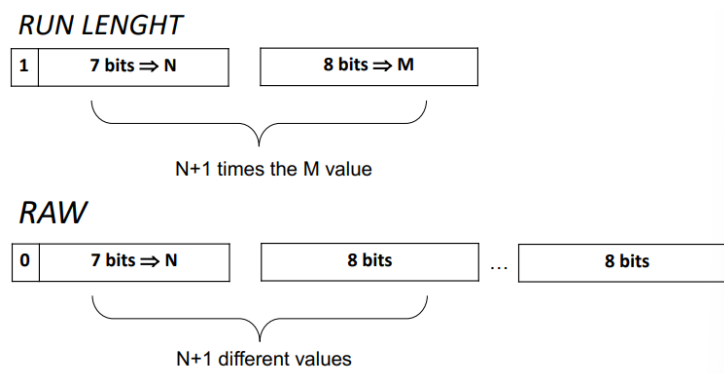 RUN LENGHT
1 7 bits ⇒ N 8 bits ⇒ M
N+1 times the M value
RAW
0 7 bits ⇒ N 8 bits ... 8 bits
N+1 different values